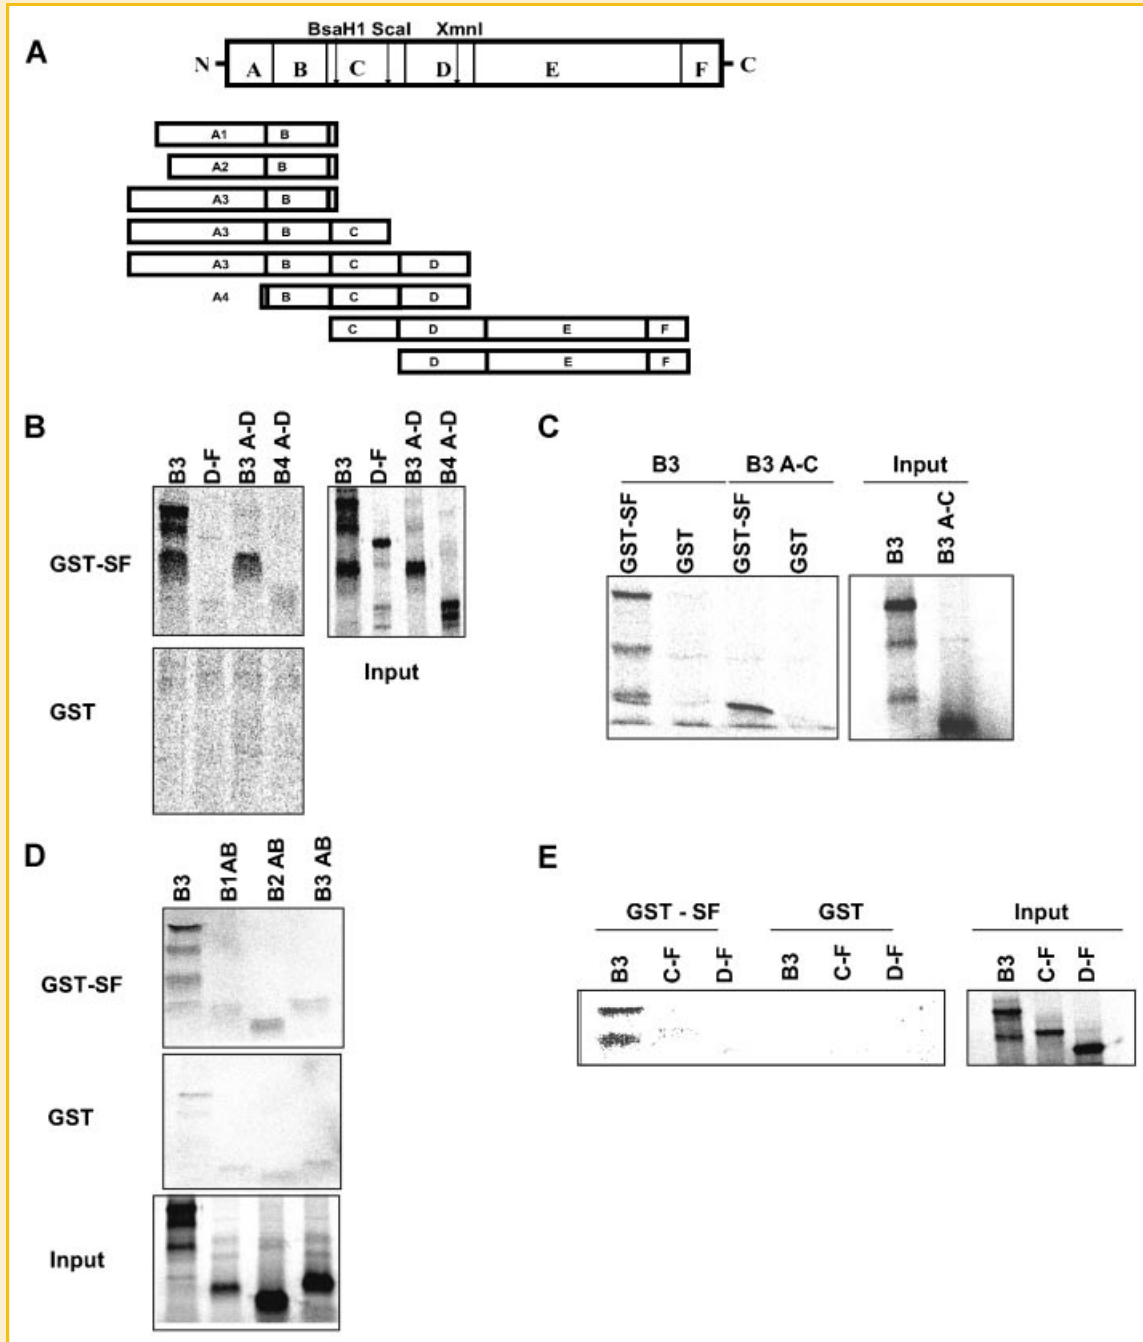 A
BsaH1 ScaI XmnI
N A B C D E F C
A1 B
A2 B
A3 B
A3 B C
A3 B C D
A4 B C D
C D E F
D E F
B
B3 D-F B3 A-D B4 A-D
B3 D-F B3 A-D B4 A-D
GST-SF
Input
GST
C
B3 B3 A-C Input
GST-SF GST GST-SF GST B3 B3 A-C
D
B3 B1AB B2 AB B3 AB
GST-SF
GST
Input
E
GST - SF GST Input
B3 C-F D-F B3 C-F D-F B3 C-F D-F